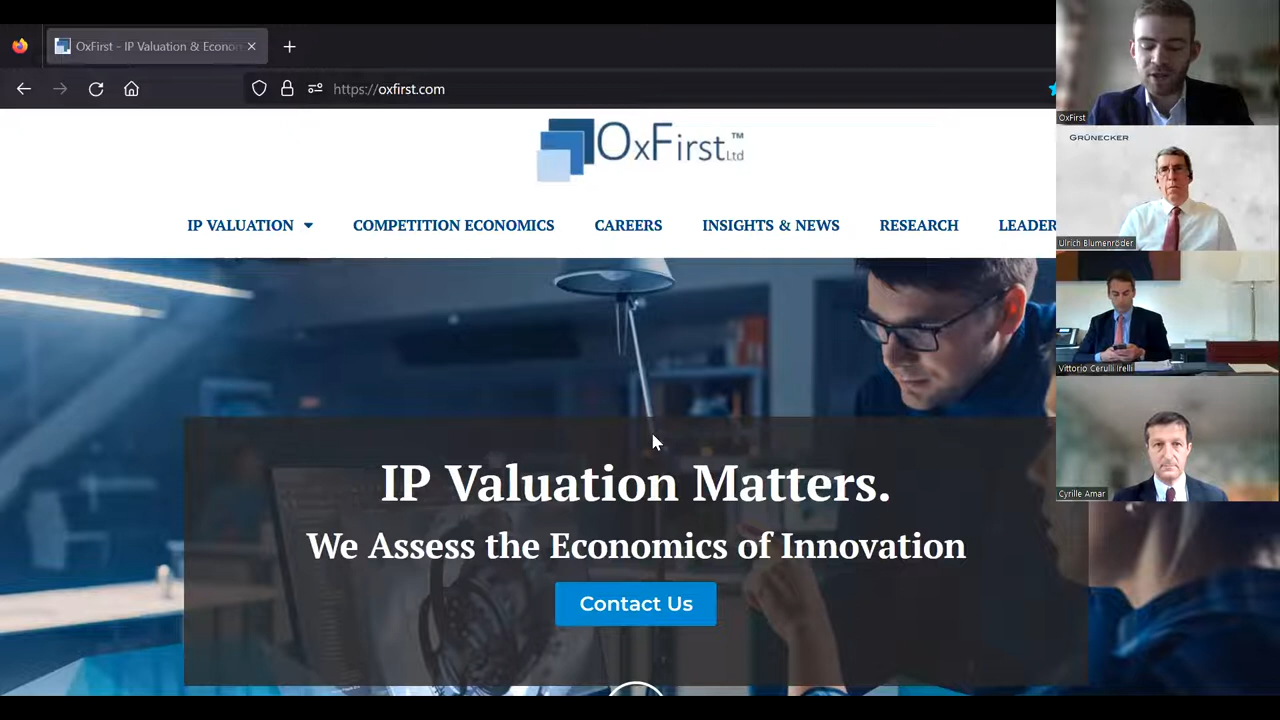 OxFirst - IP Valuation & Econo
https://oxfirst.com
OxFirst™
Ltd
IP VALUATION
COMPETITION ECONOMICS
CAREERS
INSIGHTS & NEWS
RESEARCH
LEADER
IP Valuation Matters.
We Assess the Economics of Innovation
Contact Us
OxFirst
GRÜNECKER
Ulrich Blumenröder
Vittorio Cerulli Irelli
Cyrille Amar